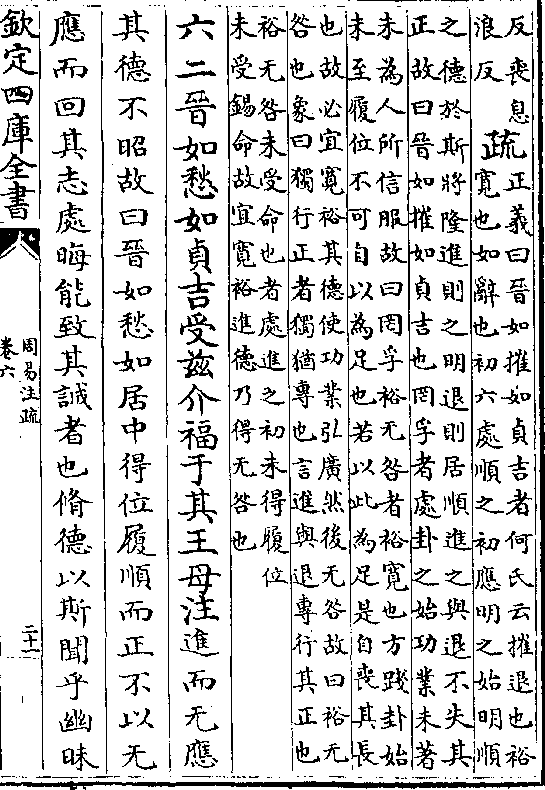 反喪息
浪反
疏
正義曰晉如摧如貞吉者何氏云摧退也裕
寛也如辭也初六處順之初應明之始明順
之德於斯將隆進則之明退則居順進之與退不失其
正故曰晉如摧如貞吉也罔孚者處卦之始功業未著
未為人所信服故曰罔孚裕无咎者裕寛也方踐卦始
未至履位不可自以為足也若以此為足是自喪其長
也故必宜寛裕其德使功業弘廣然後无咎故曰裕无
咎也象曰獨行正者獨猶專也言進與退專行其正也
裕无咎未受命也者處進之初未得履位
未受錫命故宜寛裕進德乃得无咎也
六二晉如愁如貞吉受兹介福于其王母注進而无應
其德不昭故曰晉如愁如居中得位履順而正不以无
應而回其志處晦能致其誠者也脩德以斯聞乎幽昧
欽定四庫全書
周易注疏
卷六
二十一